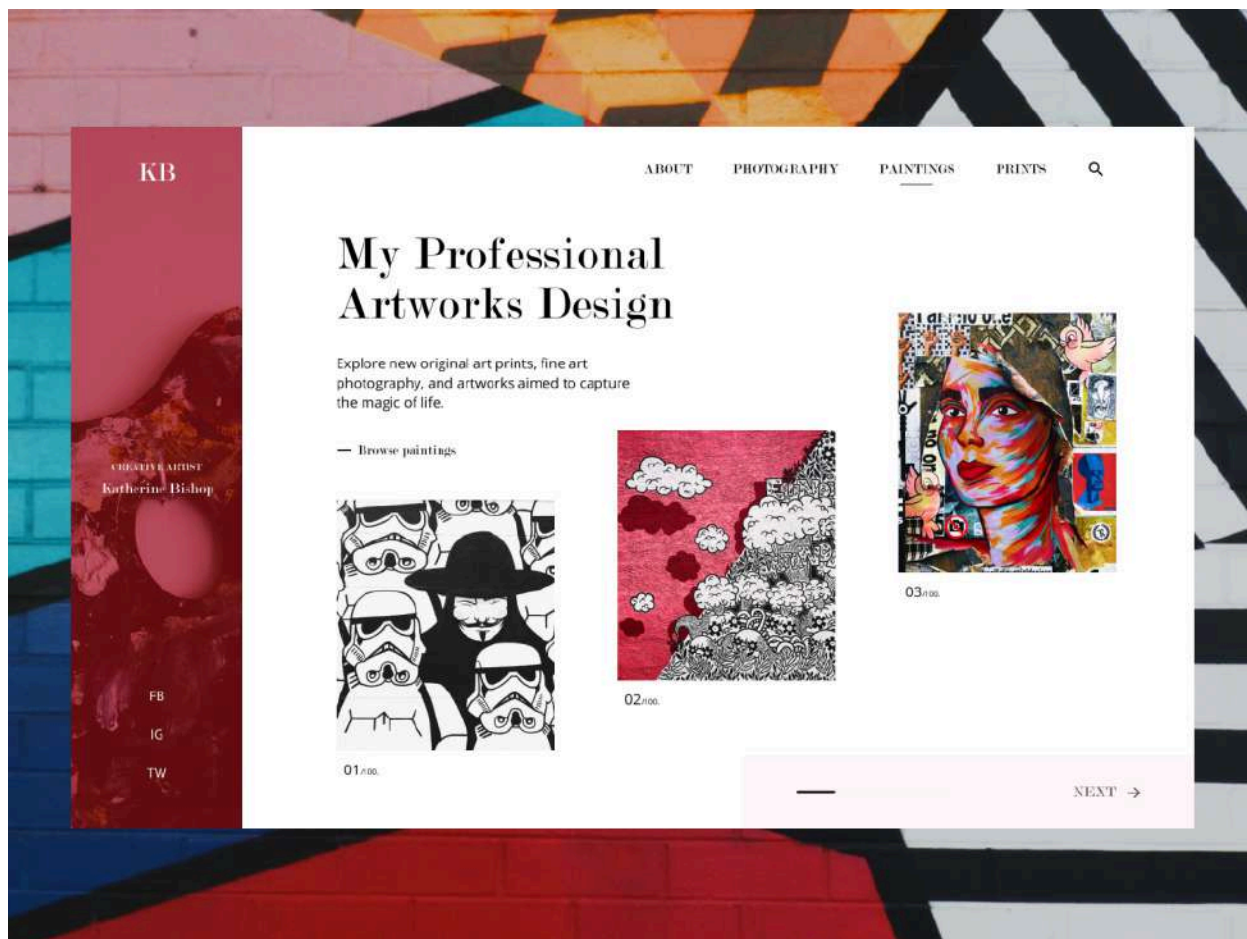 KB
ABOUT PHOTOGRAPHY PAINTINGS PRINTS
My Professional
Artworks Design
Explore new original art prints, fine art
photography, and artworks aimed to capture
the magic of life.
— Browse paintings
CREATIVE ARTIST
Katherine Bishop
FB
IG
TW
01/100.
02/100.
03/100.
NEXT →